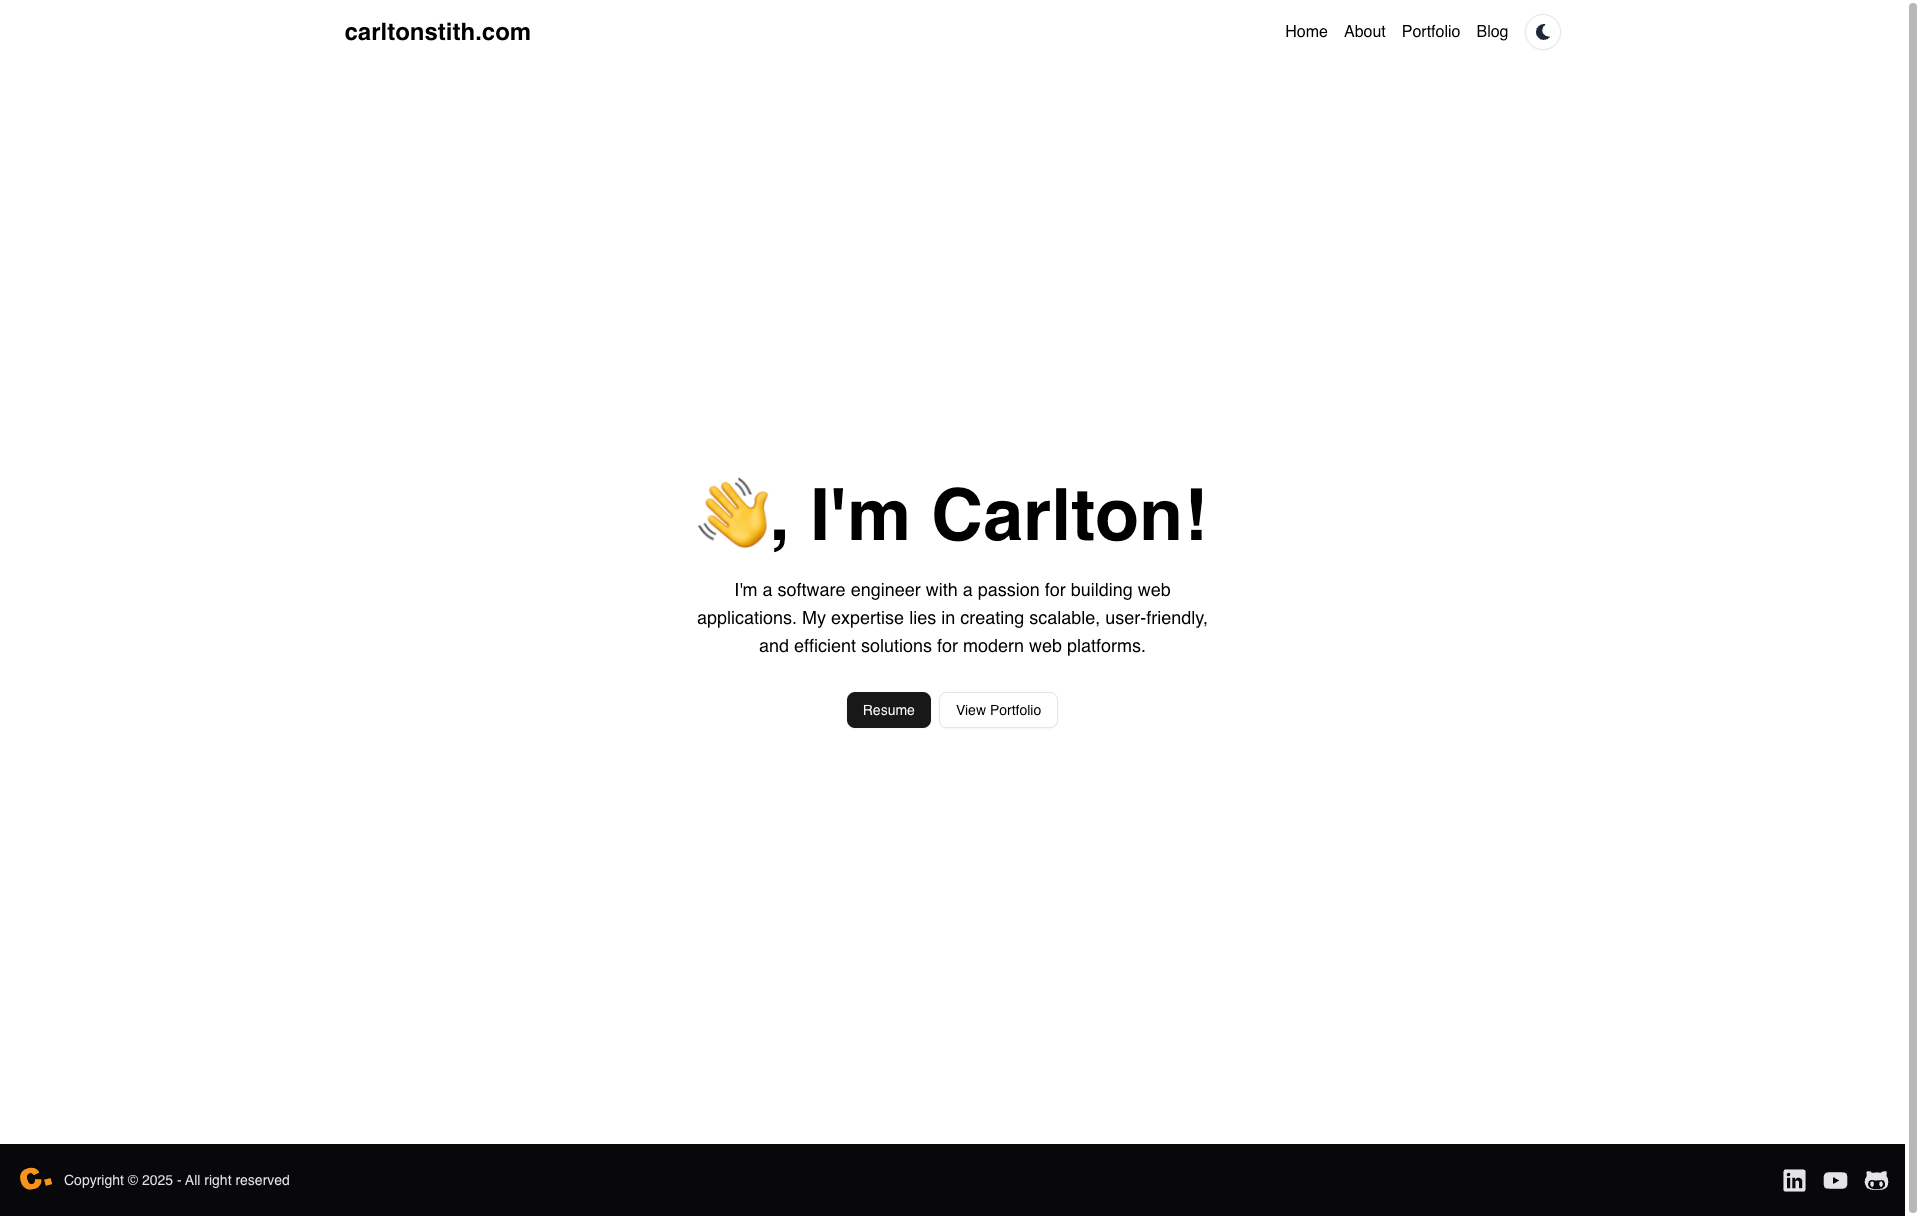 carltonstith.com
Home About Portfolio Blog
👋, I'm Carlton!
I'm a software engineer with a passion for building web
applications. My expertise lies in creating scalable, user-friendly,
and efficient solutions for modern web platforms.
Resume View Portfolio
Copyright © 2025 - All right reserved